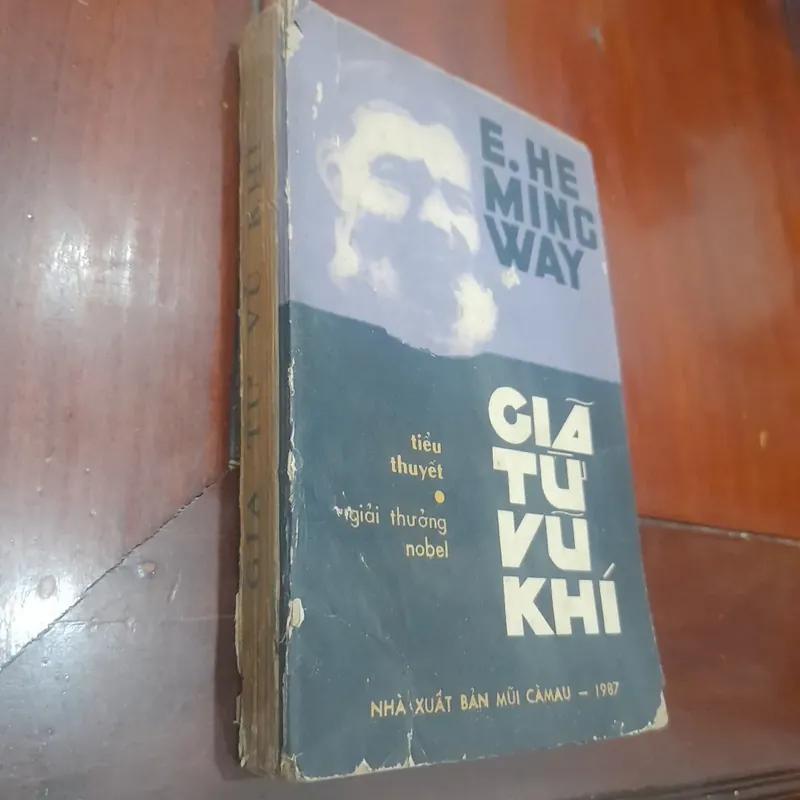 GIÃ TỪ VŨ KHÍ
E. HE
MING
WAY
tiểu
thuyết
giải thưởng
nobel
GIÃ
TỪ
VŨ
KHÍ
NHÀ XUẤT BẢN MŨI CÀMAU – 1987